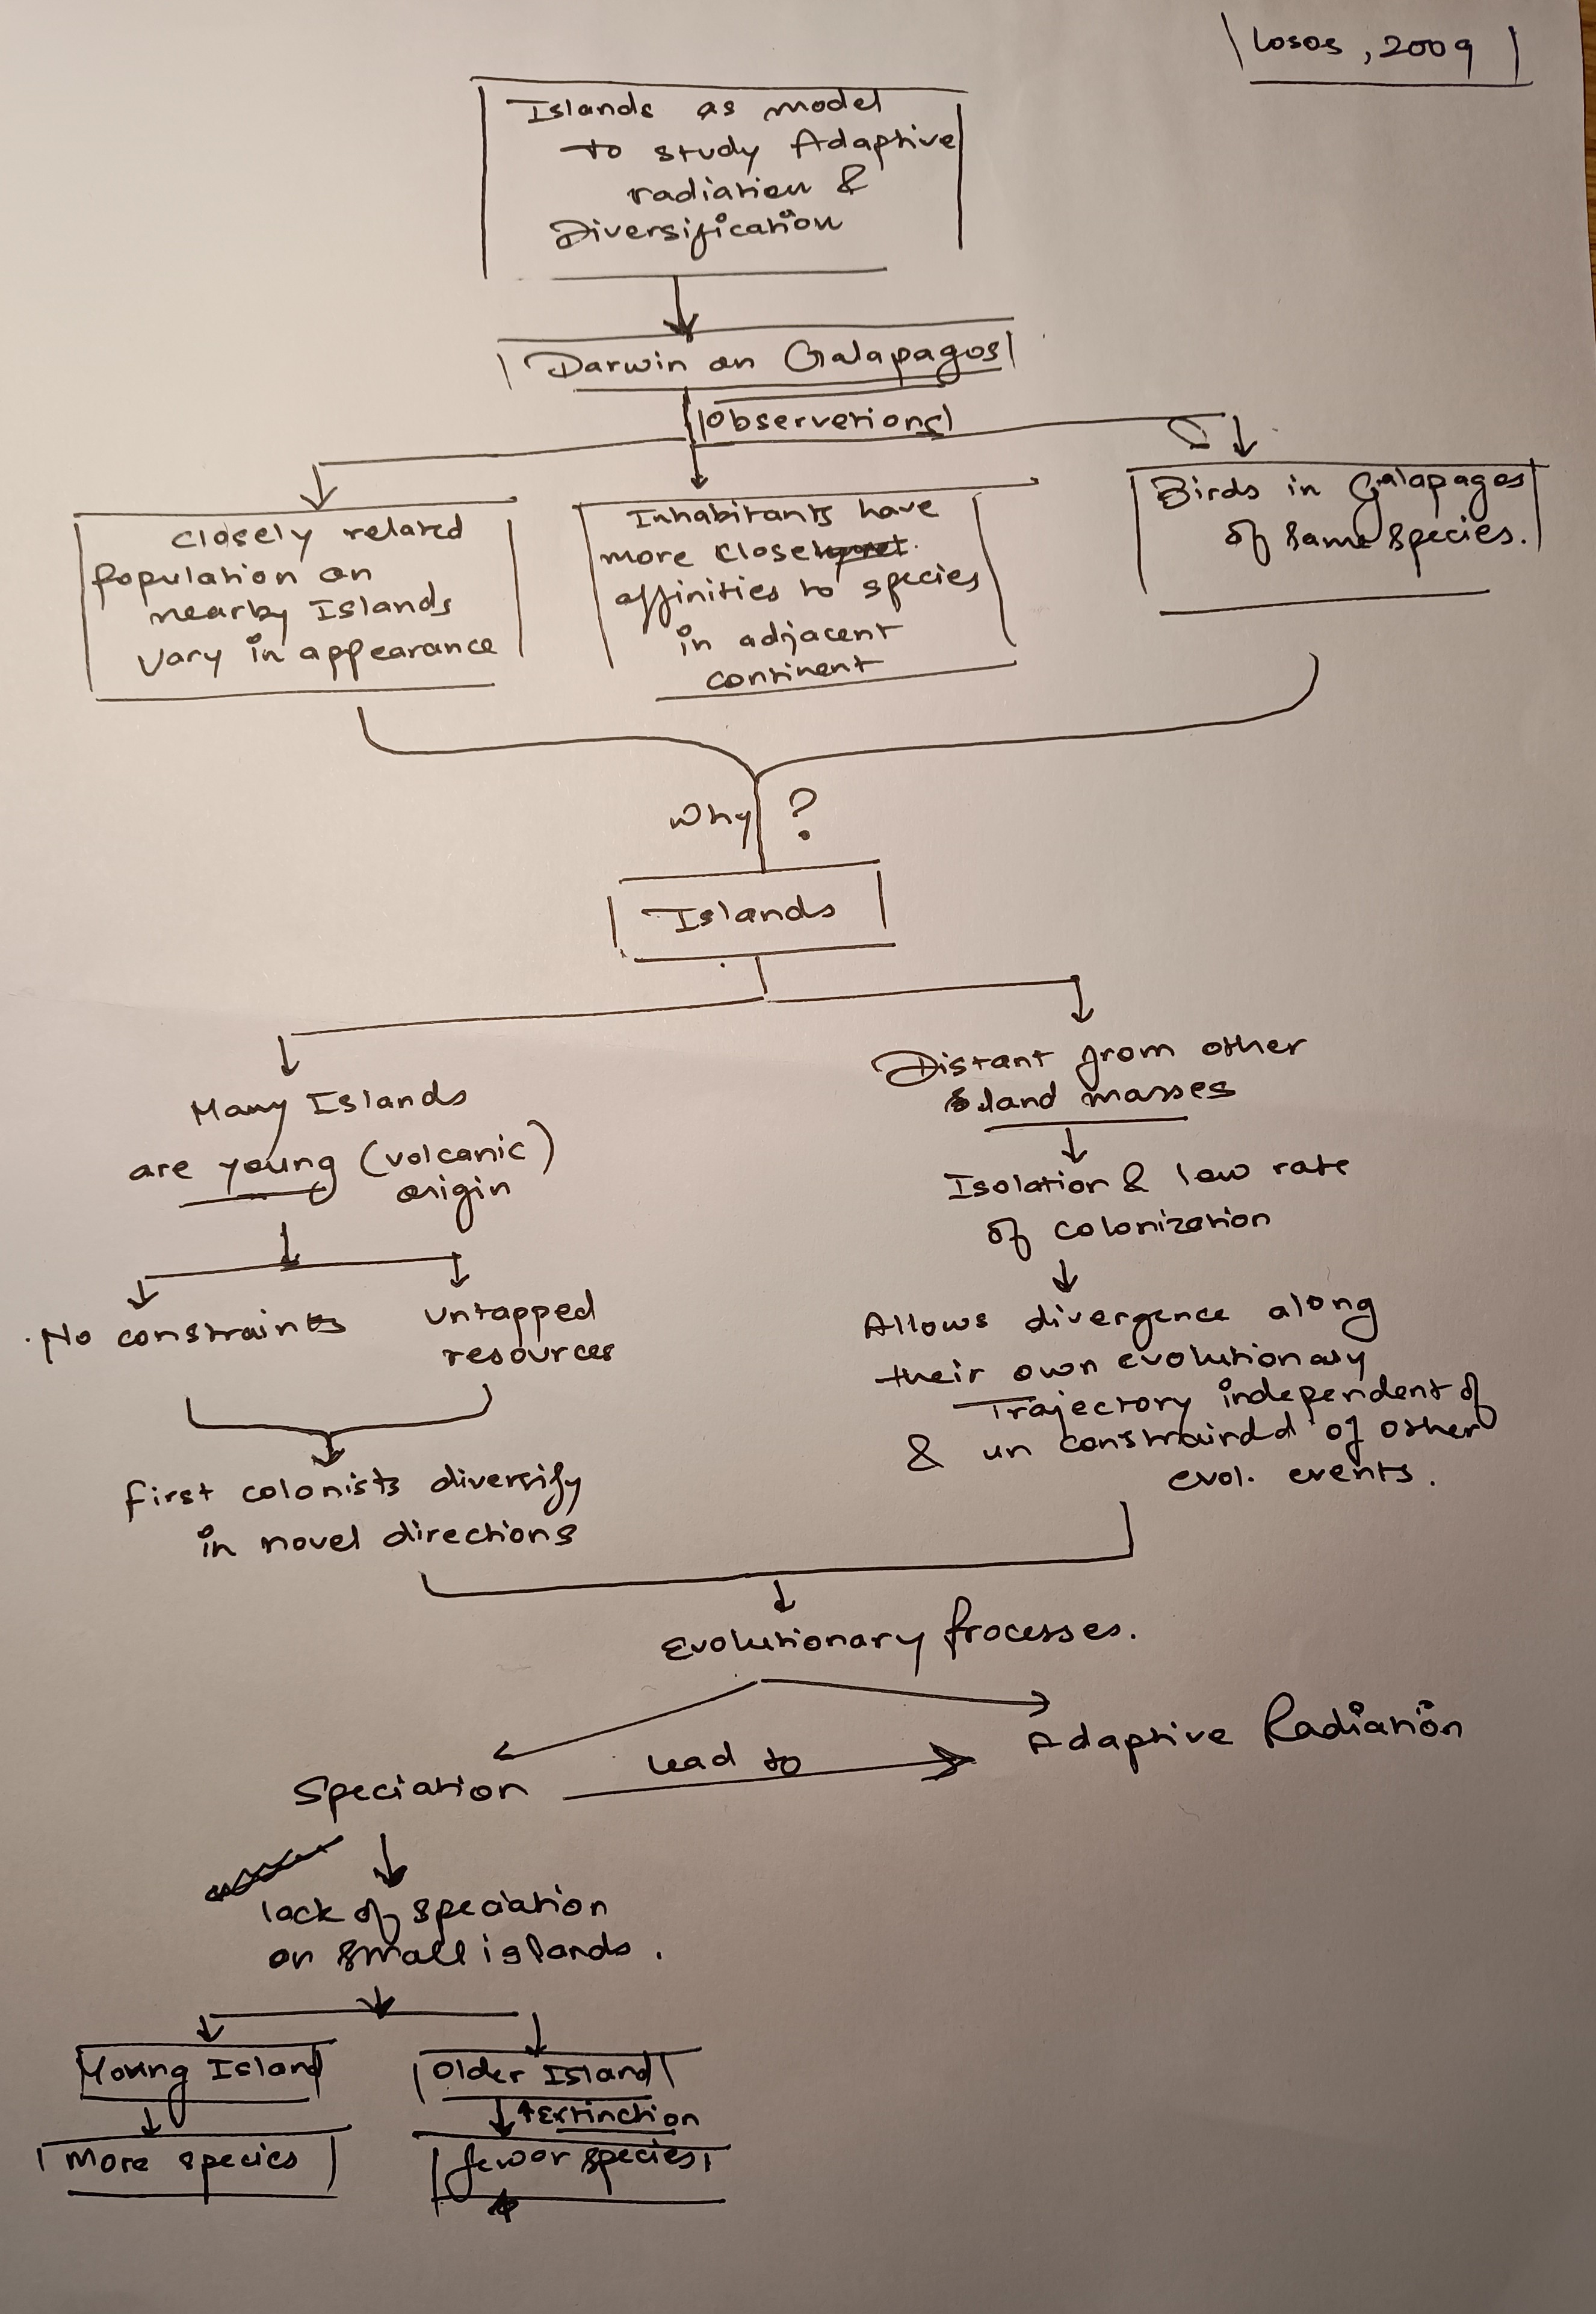 Losos, 2009
Islands as model
to study Adaptive
radiation &
Diversification
Darwin on Galapagos
Observetions
Closely related
Population on
nearby Islands
vary in appearance
Inhabitants have
more close
affinities to species
in adjacent
continent
Birds in Galapagos
of same species.
Why ?
Islands
Many Islands
are young (volcanic)
origin
No constraints
untapped
resources
First colonists diversify
in novel directions
Distant from other
land masses
Isolation & low rate
of colonization
Allows divergence along
their own evolutionary
Trajectory independent of
& un constraindd of other
evol. events.
Evolutionary Processes.
Speciation
lead to
Adaptive Radiation
lack of speciation
on small islands.
Young Island
More species
Older Island
↑ Extinction
fewor species